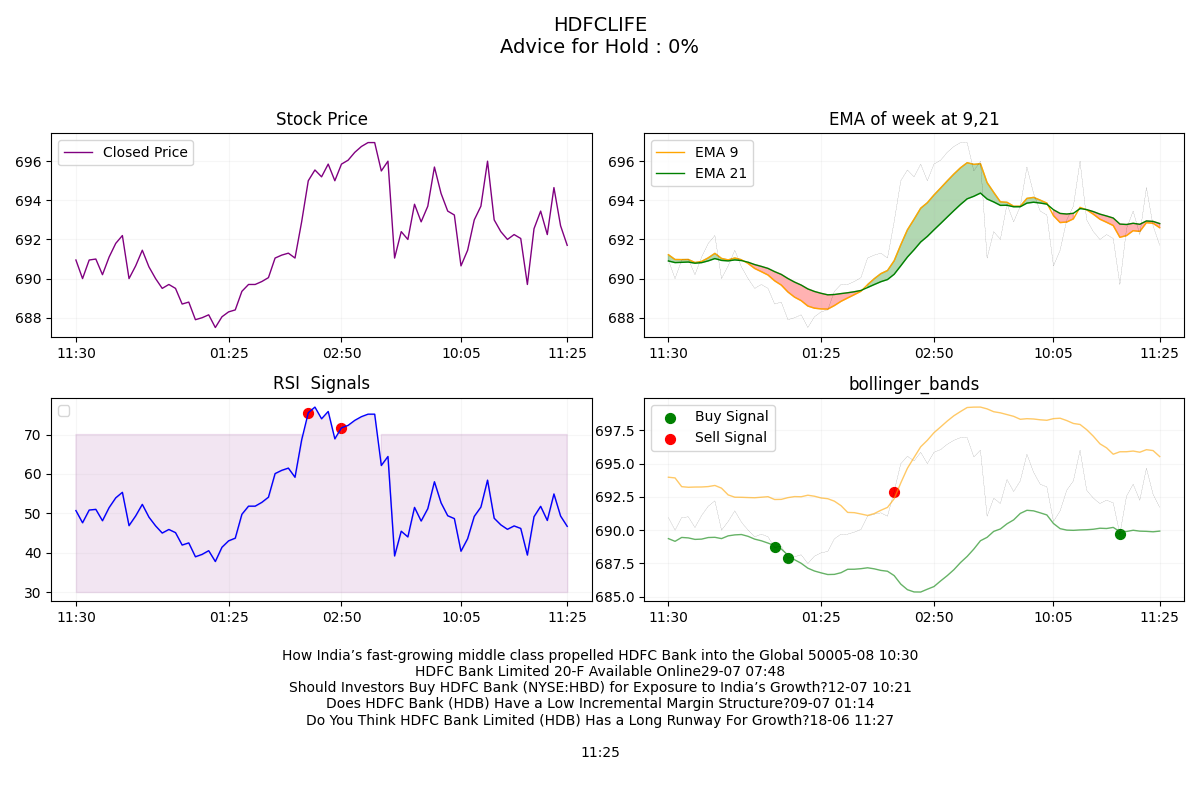 HDFCLIFE
Advice for Hold : 0%
Stock Price
Closed Price
696
694
692
690
688
11:30
01:25
02:50
10:05
11:25
EMA of week at 9,21
EMA 9
EMA 21
696
694
692
690
688
11:30
01:25
02:50
10:05
11:25
RSI  Signals
70
60
50
40
30
11:30
01:25
02:50
10:05
11:25
bollinger_bands
Buy Signal
Sell Signal
697.5
695.0
692.5
690.0
687.5
685.0
11:30
01:25
02:50
10:05
11:25
How India’s fast-growing middle class propelled HDFC Bank into the Global 50005-08 10:30
HDFC Bank Limited 20-F Available Online29-07 07:48
Should Investors Buy HDFC Bank (NYSE:HBD) for Exposure to India’s Growth?12-07 10:21
Does HDFC Bank (HDB) Have a Low Incremental Margin Structure?09-07 01:14
Do You Think HDFC Bank Limited (HDB) Has a Long Runway For Growth?18-06 11:27
11:25